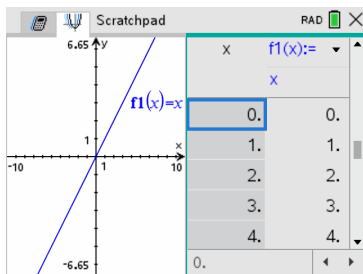 Scratchpad RAD
6.65 y
f1(x)=x
1
x
-10 1 10
-6.65
x f1(x):=
x
0. 0.
1. 1.
2. 2.
3. 3.
4. 4.
0.